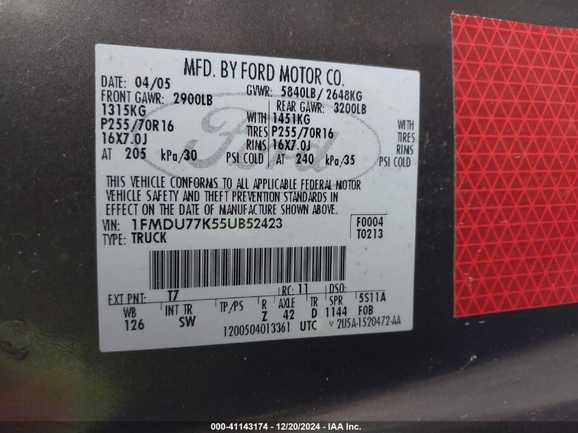 MFD. BY FORD MOTOR CO.
DATE 04/05 GVWR: 5840LB/ 2648KG
FRONT GAWR: 2900LB REAR GAWR: 3200LB
1315KG WITH 1451KG WITH
P255/70R16 TIRES P255/70R16 TIRES
16X7.0J RIMS 16X7.0J RIMS
AT 205 kPa/30 PSI COLD AT 240 kPa/35 PSI COLD
Ford
THIS VEHICLE CONFORMS TO ALL APPLICABLE FEDERAL MOTOR
VEHICLE SAFETY AND THEFT PREVENTION STANDARDS IN
EFFECT ON THE DATE OF MANUFACTURE SHOWN ABOVE.
VIN: 1FMDU77K55UB52423 F0004
TYPE: TRUCK T0213
EXT PNT: T7 RC: 11 DSO:
WB INT TR TP/PS R AXLE TR SPR 5S11A
126 SW Z 42 D 1144 F0B
1200504013361 UTC V 2U5A-1520472-AA
000-41143174 - 12/20/2024 - IAA Inc.